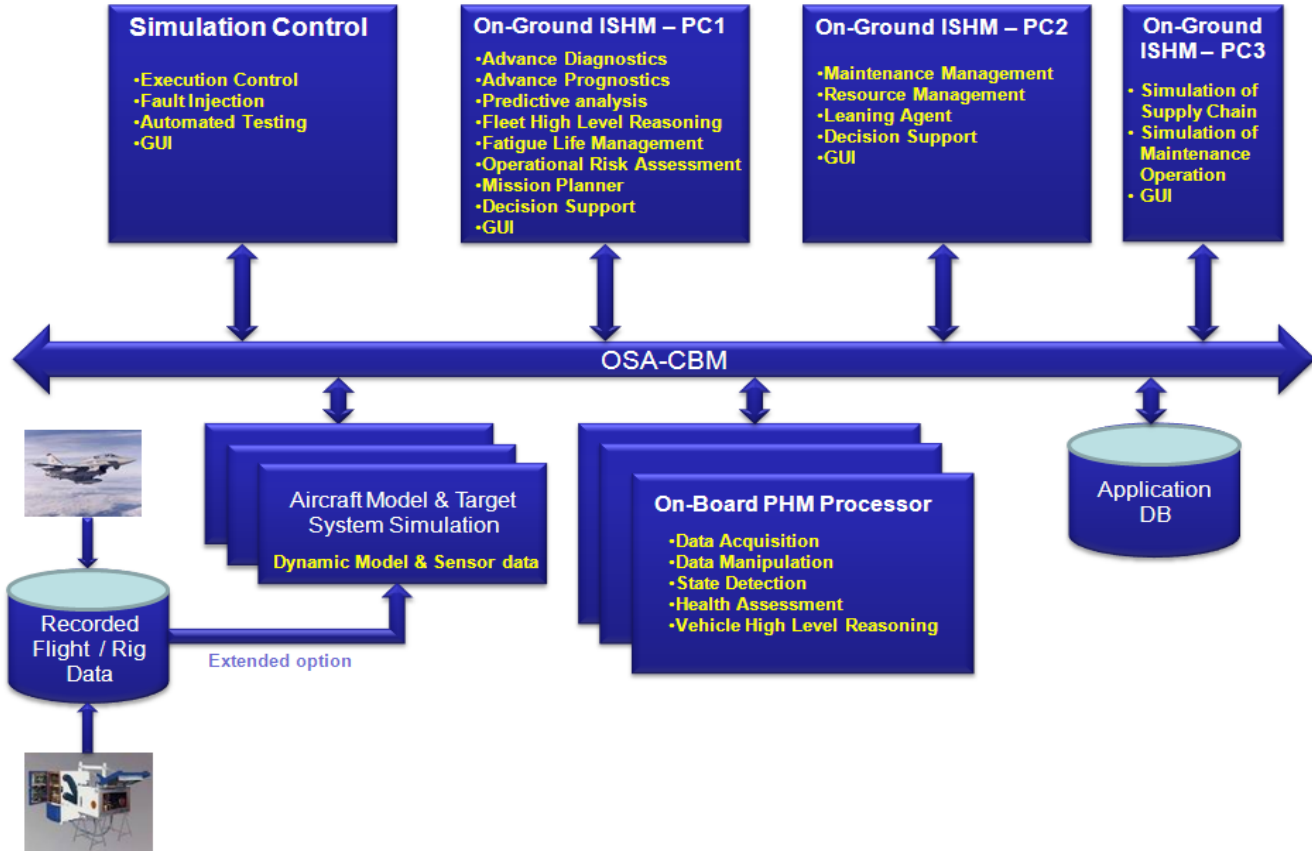 Simulation Control
•Execution Control
•Fault Injection
•Automated Testing
•GUI
On-Ground ISHM – PC1
•Advance Diagnostics
•Advance Prognostics
•Predictive analysis
•Fleet High Level Reasoning
•Fatigue Life Management
•Operational Risk Assessment
•Mission Planner
•Decision Support
•GUI
On-Ground ISHM – PC2
•Maintenance Management
•Resource Management
•Leaning Agent
•Decision Support
•GUI
On-Ground
ISHM – PC3
• Simulation of
Supply Chain
• Simulation of
Maintenance
Operation
• GUI
OSA-CBM
Aircraft Model & Target
System Simulation
Dynamic Model & Sensor data
On-Board PHM Processor
•Data Acquisition
•Data Manipulation
•State Detection
•Health Assessment
•Vehicle High Level Reasoning
Application
DB
Recorded
Flight / Rig
Data
Extended option